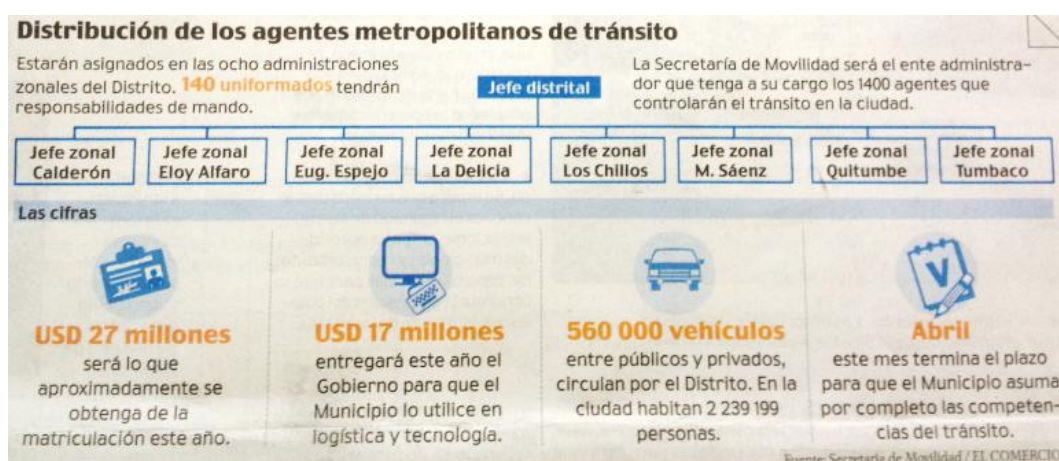 Distribución de los agentes metropolitanos de tránsito
Estarán asignados en las ocho administraciones
zonales del Distrito. 140 uniformados tendrán
responsabilidades de mando.
Jefe distrital
La Secretaría de Movilidad será el ente administra-
dor que tenga a su cargo los 1400 agentes que
controlarán el tránsito en la ciudad.
Jefe zonal
Calderón
Jefe zonal
Eloy Alfaro
Jefe zonal
Eug. Espejo
Jefe zonal
La Delicia
Jefe zonal
Los Chillos
Jefe zonal
M. Sáenz
Jefe zonal
Quitumbe
Jefe zonal
Tumbaco
Las cifras
USD 27 millones
será lo que
aproximadamente se
obtenga de la
matriculación este año.
USD 17 millones
entregará este año el
Gobierno para que el
Municipio lo utilice en
logística y tecnología.
560 000 vehículos
entre públicos y privados,
circulan por el Distrito. En la
ciudad habitan 2 239 199
personas.
V
Abril
este mes termina el plazo
para que el Municipio asuma
por completo las competen-
cias del tránsito.
Fuente: Secretaría de Movilidad / EL COMERCIO